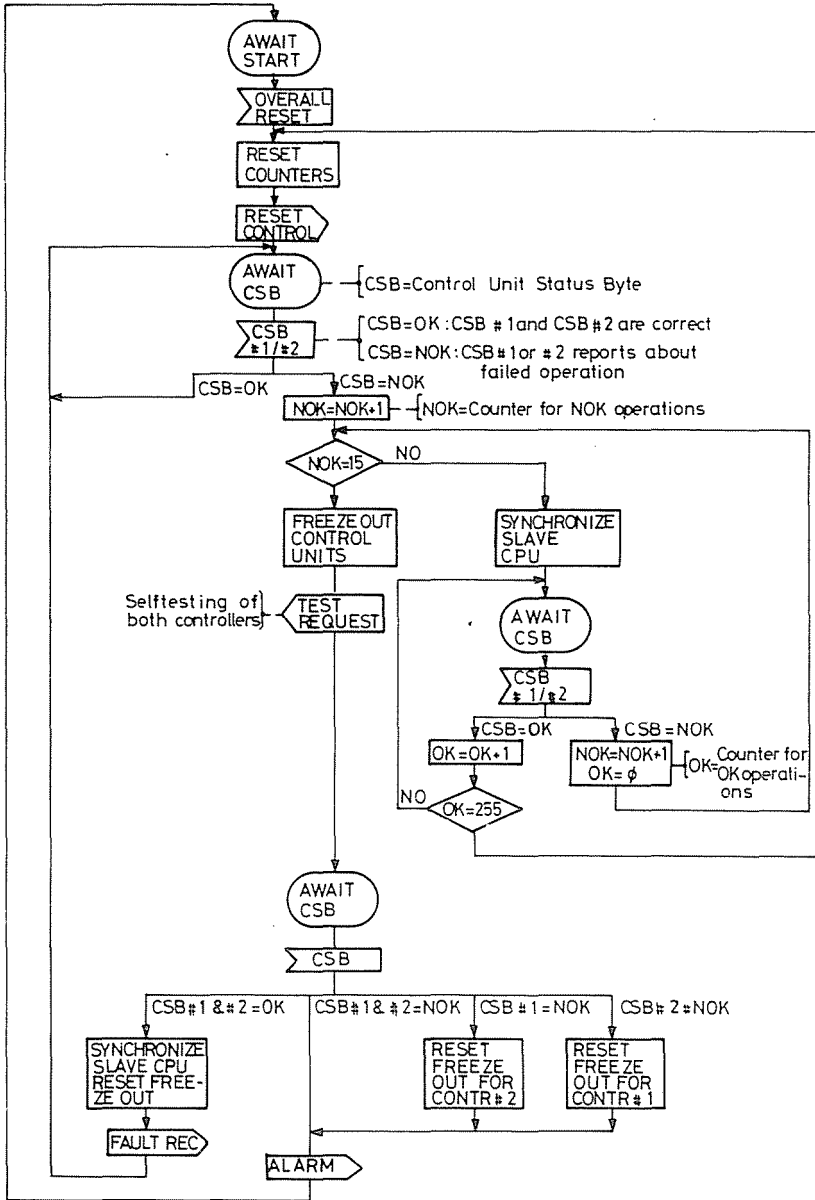 AWAIT
START
OVERALL
RESET
RESET
COUNTERS
RESET
CONTROL
AWAIT
CSB
CSB=Control Unit Status Byte
CSB
#1/#2
CSB=OK:CSB #1 and CSB#2 are correct
CSB=NOK:CSB#1 or #2 reports about
failed operation
CSB=OK
CSB=NOK
NOK=NOK+1
NOK=Counter for NOK operations
NOK=15
NO
FREEZE OUT
CONTROL
UNITS
SYNCHRONIZE
SLAVE
CPU
Selftesting of
both controllers
TEST
REQUEST
AWAIT
CSB
CSB
#1/#2
CSB=OK
CSB=NOK
OK=OK+1
NOK=NOK+1
OK=ϕ
OK=Counter for
OK operati-
ons
NO
OK=255
AWAIT
CSB
CSB
CSB#1 &#2=OK
CSB#1 & #2=NOK
CSB #1=NOK
CSB# 2#NOK
SYNCHRONIZE
SLAVE CPU
RESET FREE-
ZE OUT
RESET
FREEZE
OUT FOR
CONTR#2
RESET
FREEZE
OUT FOR
CONTR#1
FAULT REC
ALARM